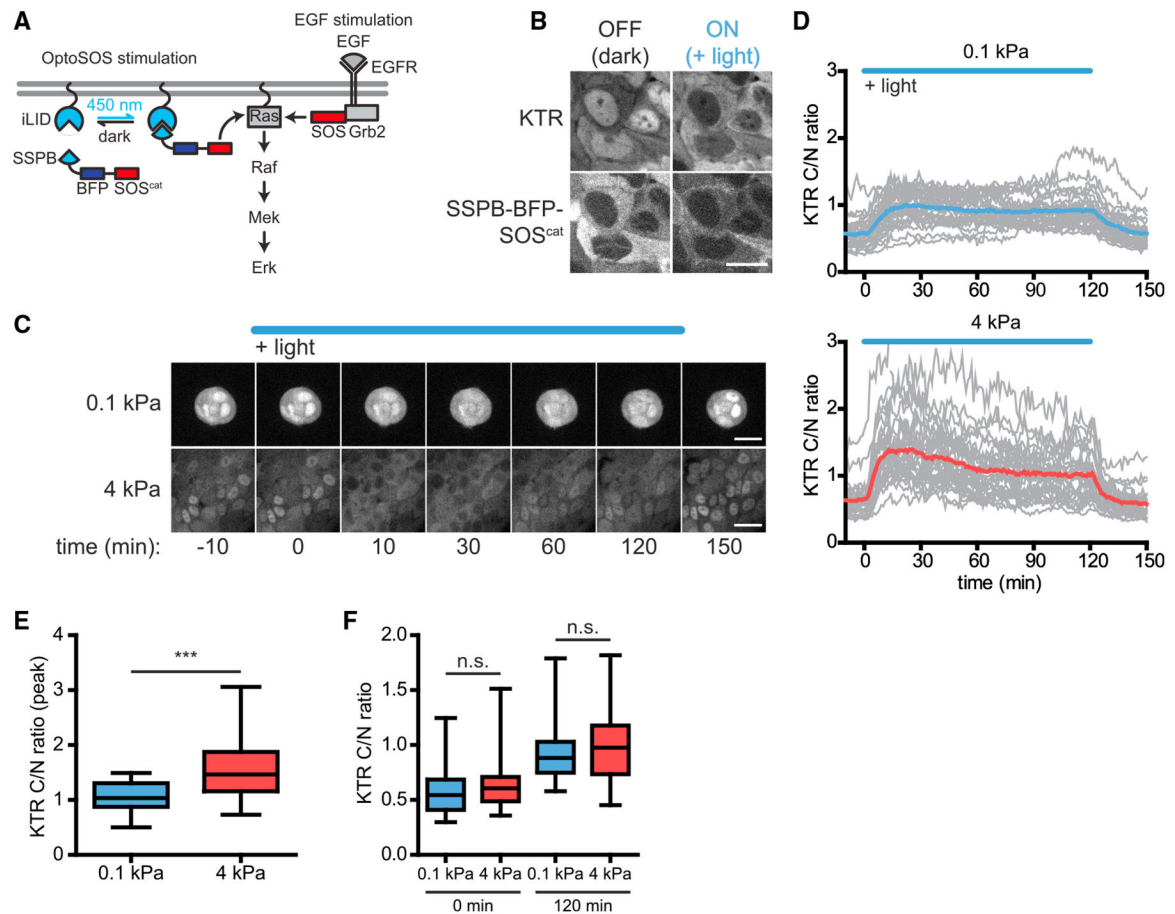 A
EGF stimulation
EGF
EGFR
OptoSOS stimulation
iLID
450 nm
dark
Ras
SOS
Grb2
SSPB
BFP
SOScat
Raf
Mek
Erk
B
OFF
(dark)
ON
(+ light)
KTR
SSPB-BFP-
SOScat
C
+ light
0.1 kPa
4 kPa
time (min):
-10
0
10
30
60
120
150
D
0.1 kPa
+ light
KTR C/N ratio
3
2
1
0
0
30
60
90
120
150
4 kPa
KTR C/N ratio
3
2
1
0
0
30
60
90
120
150
time (min)
E
KTR C/N ratio (peak)
4
3
2
1
0
***
0.1 kPa
4 kPa
F
KTR C/N ratio
2.0
1.5
1.0
0.5
0
n.s.
n.s.
0.1 kPa
4 kPa
0.1 kPa
4 kPa
0 min
120 min